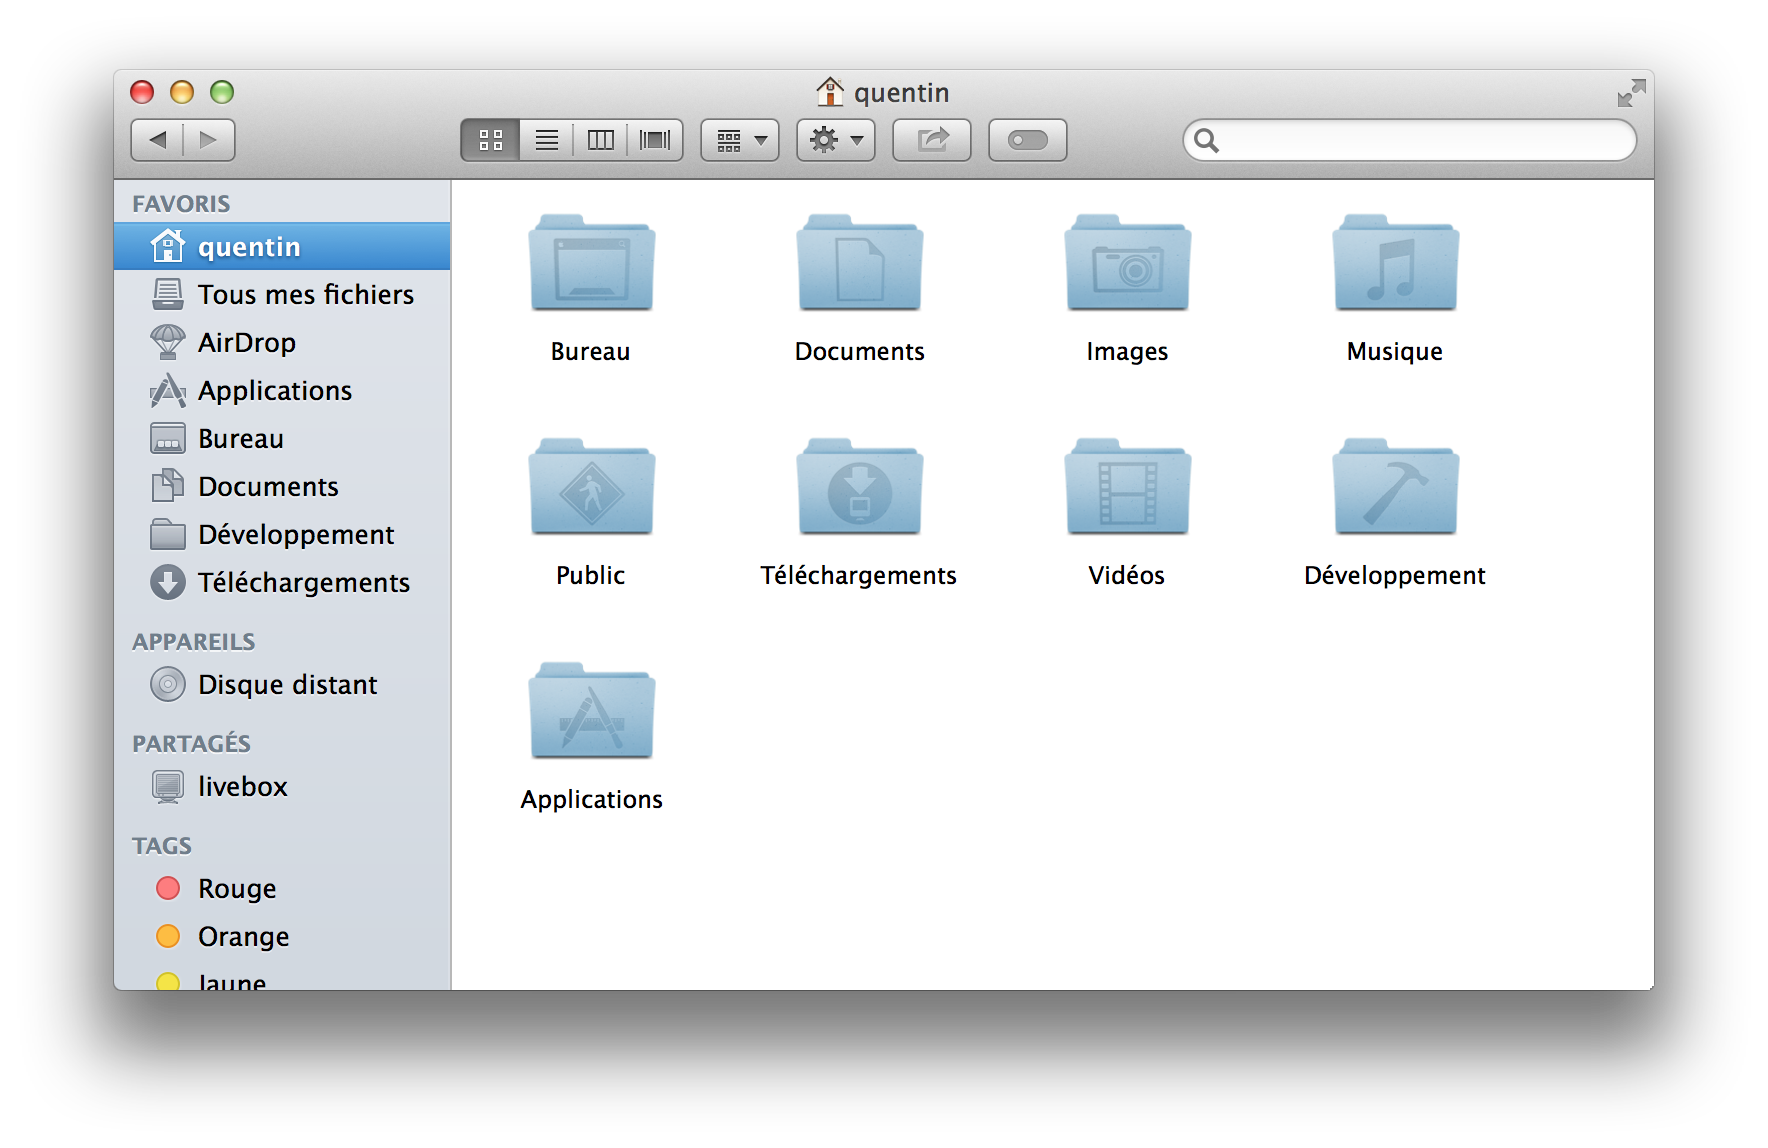 quentin
FAVORIS
quentin
Tous mes fichiers
AirDrop
Applications
Bureau
Documents
Développement
Téléchargements
APPAREILS
Disque distant
PARTAGÉS
livebox
TAGS
Rouge
Orange
Jaune
Bureau
Documents
Images
Musique
Public
Téléchargements
Vidéos
Développement
Applications